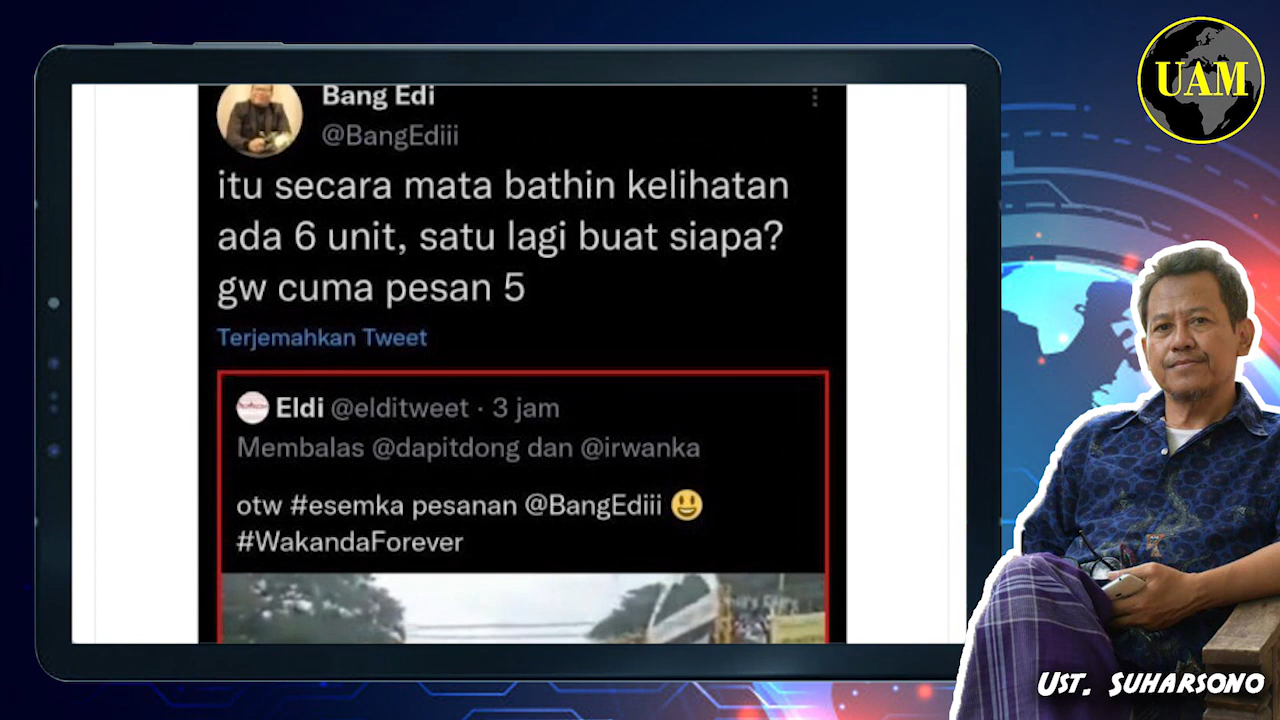 UAM
Bang Edi
@BangEdiii
itu secara mata bathin kelihatan
ada 6 unit, satu lagi buat siapa?
gw cuma pesan 5
Terjemahkan Tweet
Eldi @elditweet · 3 jam
Membalas @dapitdong dan @irwanka
otw #esemka pesanan @BangEdiii 😃
#WakandaForever
UST. SUHARSONO